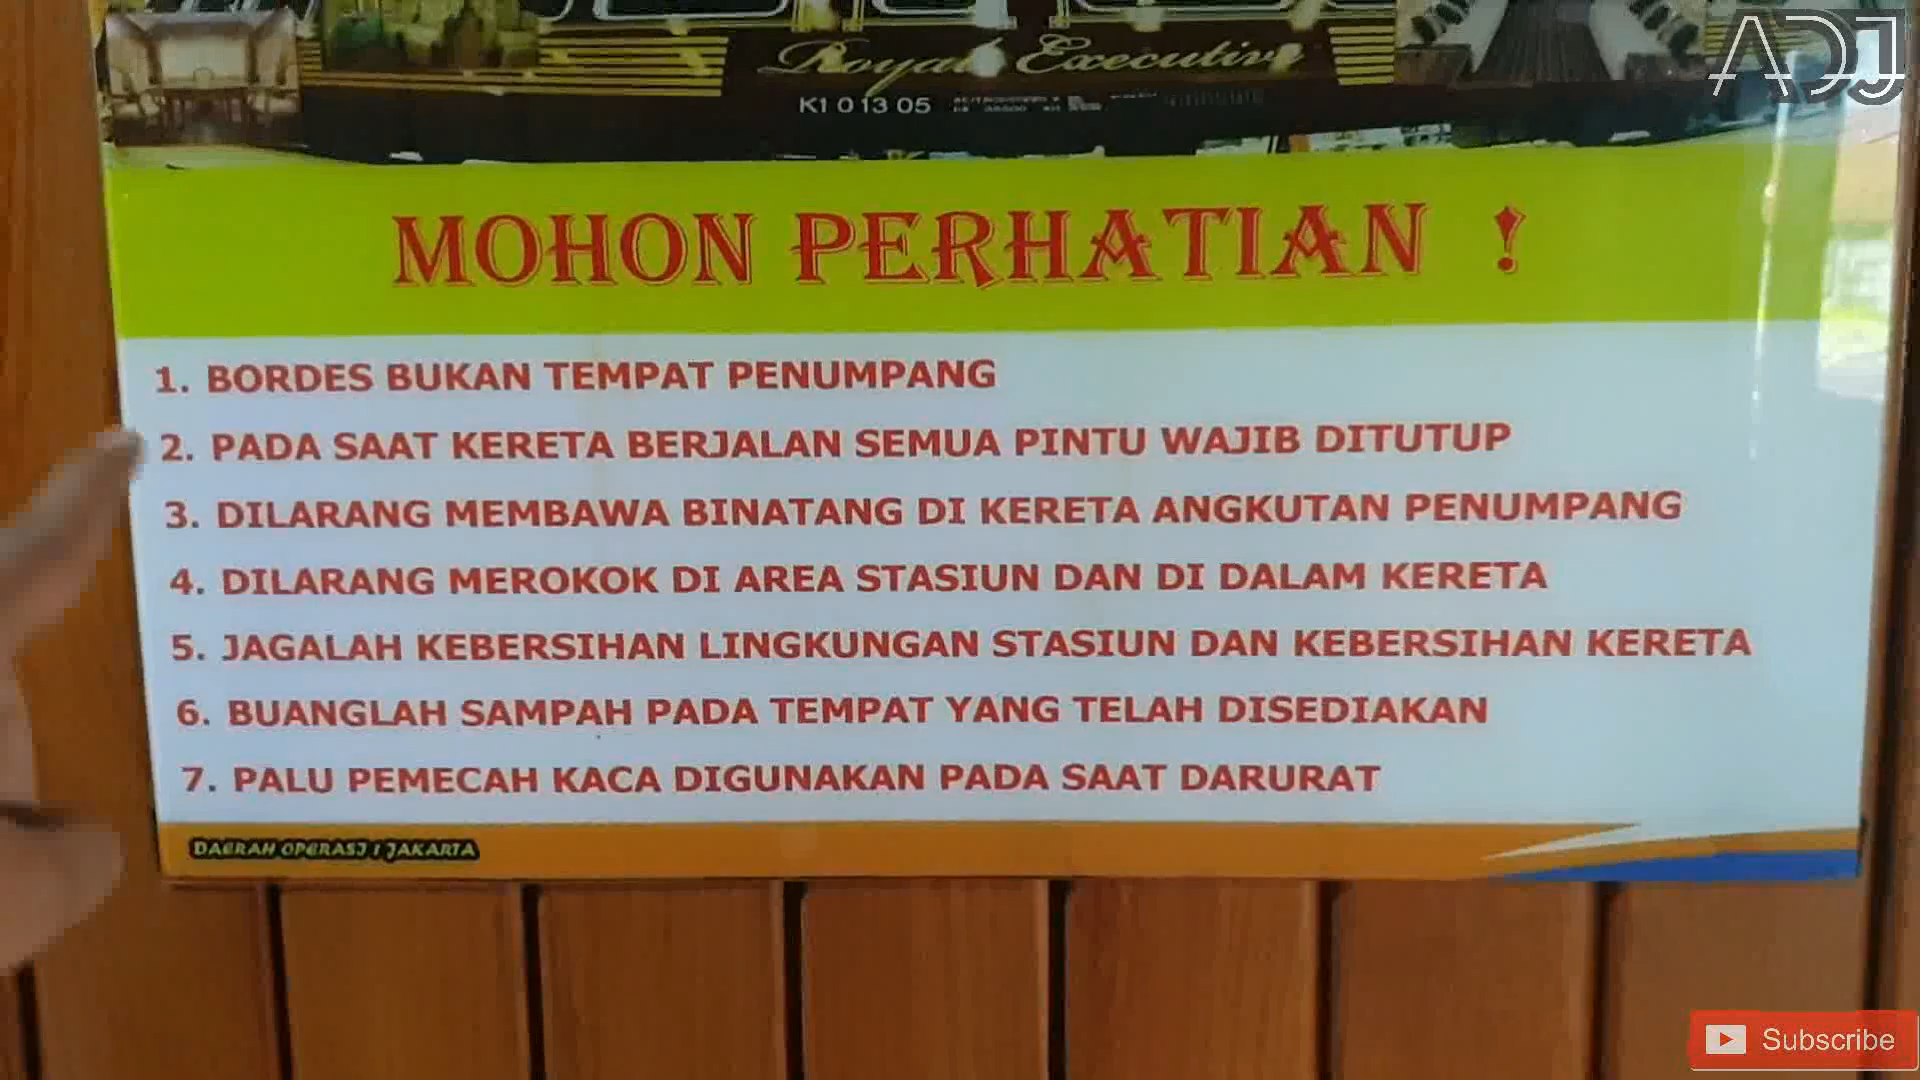 ADJ
Royal Executive
K1 0 13 05
MOHON PERHATIAN !
1. BORDES BUKAN TEMPAT PENUMPANG
2. PADA SAAT KERETA BERJALAN SEMUA PINTU WAJIB DITUTUP
3. DILARANG MEMBAWA BINATANG DI KERETA ANGKUTAN PENUMPANG
4. DILARANG MEROKOK DI AREA STASIUN DAN DI DALAM KERETA
5. JAGALAH KEBERSIHAN LINGKUNGAN STASIUN DAN KEBERSIHAN KERETA
6. BUANGLAH SAMPAH PADA TEMPAT YANG TELAH DISEDIAKAN
7. PALU PEMECAH KACA DIGUNAKAN PADA SAAT DARURAT
DAERAH OPERASI 1 JAKARTA
Subscribe